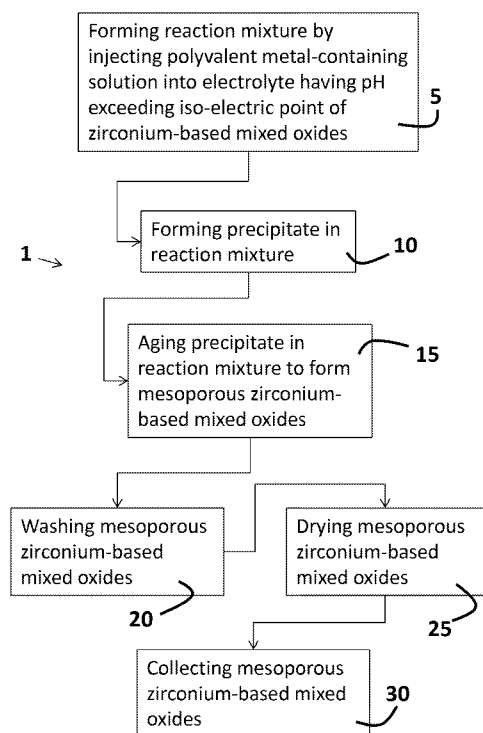 Forming reaction mixture by
injecting polyvalent metal-containing
solution into electrolyte having pH
exceeding iso-electric point of
zirconium-based mixed oxides
5
Forming precipitate in
reaction mixture
10
1
Aging precipitate in
reaction mixture to form
mesoporous zirconium-
based mixed oxides
15
Washing mesoporous
zirconium-based
mixed oxides
20
Drying mesoporous
zirconium-based
mixed oxides
25
Collecting mesoporous
zirconium-based mixed
oxides
30